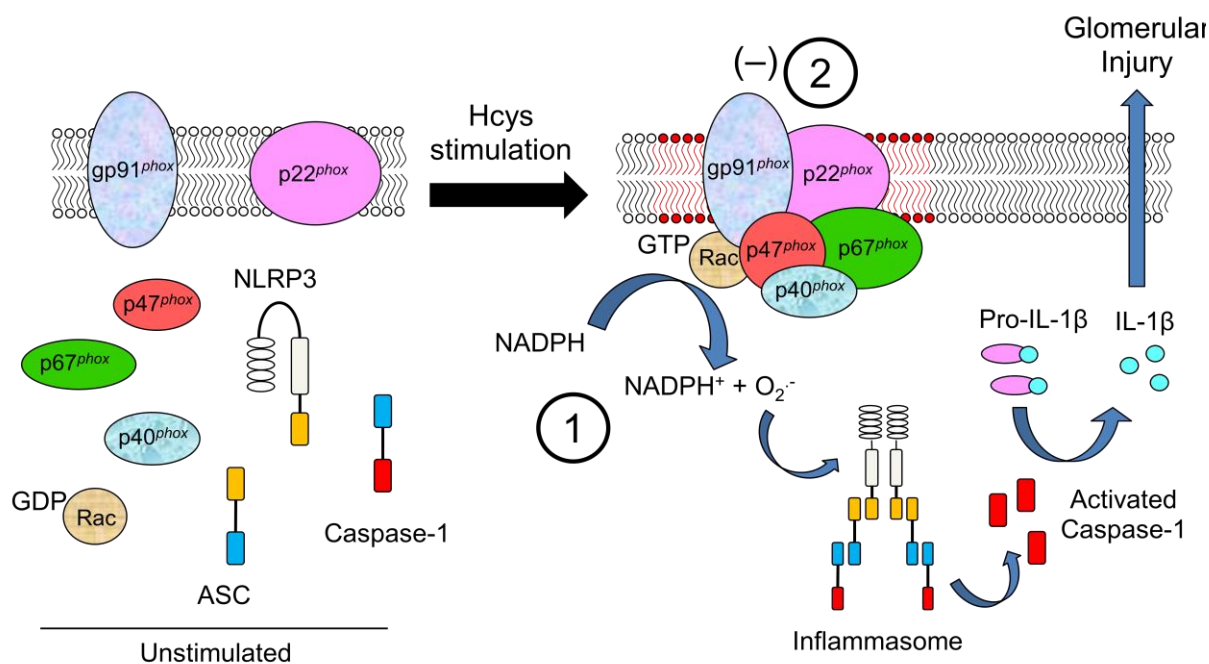 gp91phox
p22phox
p47phox
NLRP3
p67phox
p40phox
GDP
Rac
ASC
Caspase-1
Unstimulated
Hcys
stimulation
(–)
2
gp91phox
p22phox
GTP
Rac
p47phox
p67phox
p40phox
NADPH
NADPH⁺ + O₂·⁻
1
Inflammasome
Activated
Caspase-1
Pro-IL-1β
IL-1β
Glomerular
Injury